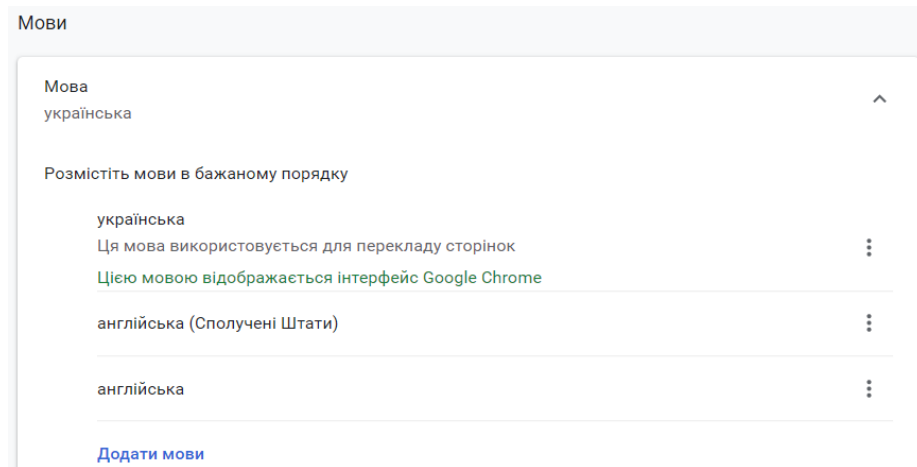 Мови
Мова
українська
Розмістіть мови в бажаному порядку
українська
Ця мова використовується для перекладу сторінок
Цією мовою відображається інтерфейс Google Chrome
англійська (Сполучені Штати)
англійська
Додати мови